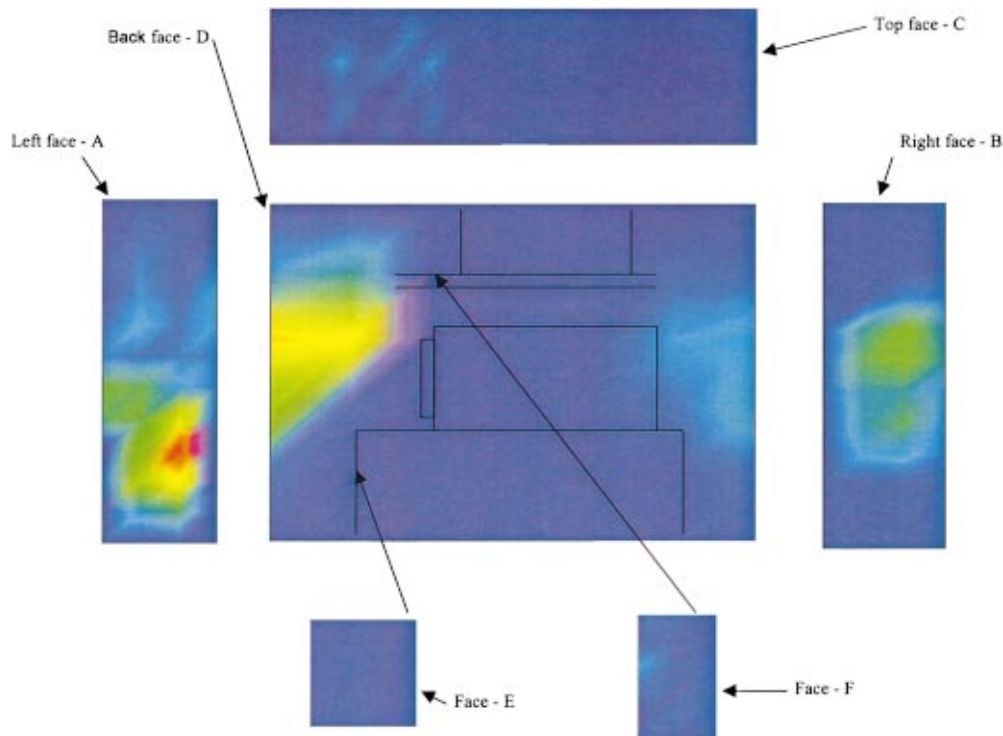 Back face - D
Top face - C
Left face - A
Right face - B
Face - E
Face - F